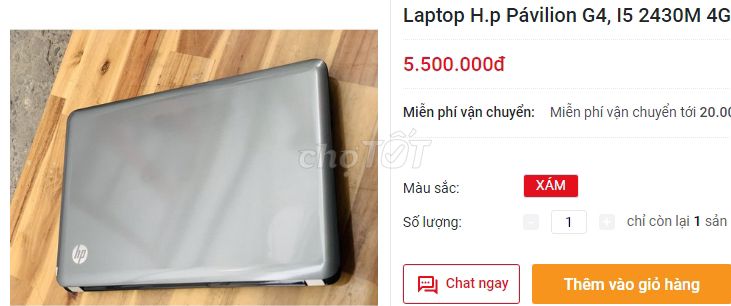 Laptop H.p Pávilion G4, I5 2430M 4G
5.500.000đ
Miễn phí vận chuyển: Miễn phí vận chuyển tới 20.00
Màu sắc: XÁM
Số lượng: - 1 + chỉ còn lại 1 sản
Chat ngay Thêm vào giỏ hàng
chợTỐT
hp